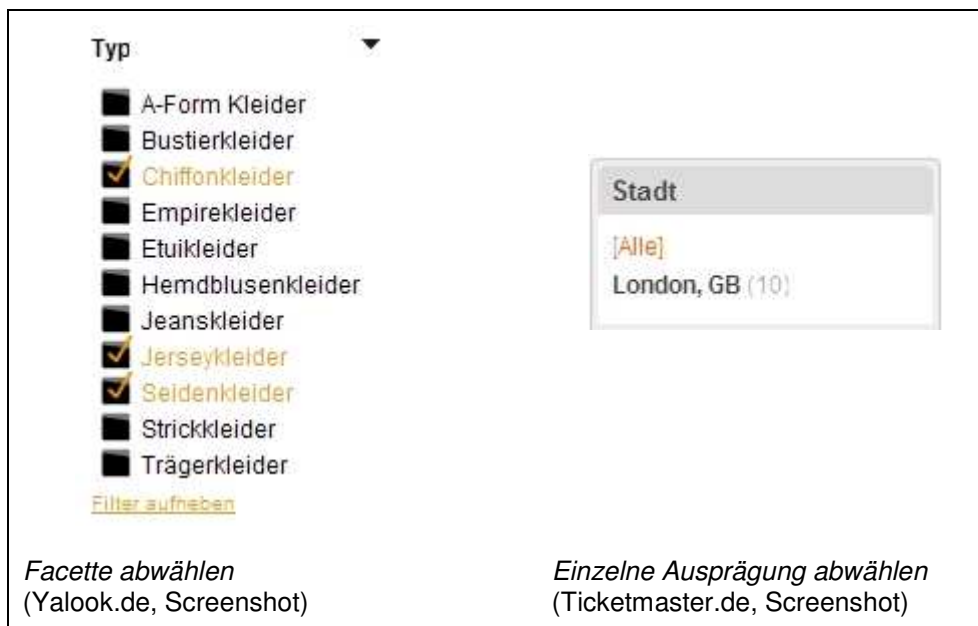 Typ
A-Form Kleider
Bustierkleider
Chiffonkleider
Empirekleider
Etuikleider
Hemdblusenkleider
Jeanskleider
Jerseykleider
Seidenkleider
Strickkleider
Trägerkleider
Filter aufheben
Facette abwählen
(Yalook.de, Screenshot)
Stadt
[Alle]
London, GB (10)
Einzelne Ausprägung abwählen
(Ticketmaster.de, Screenshot)